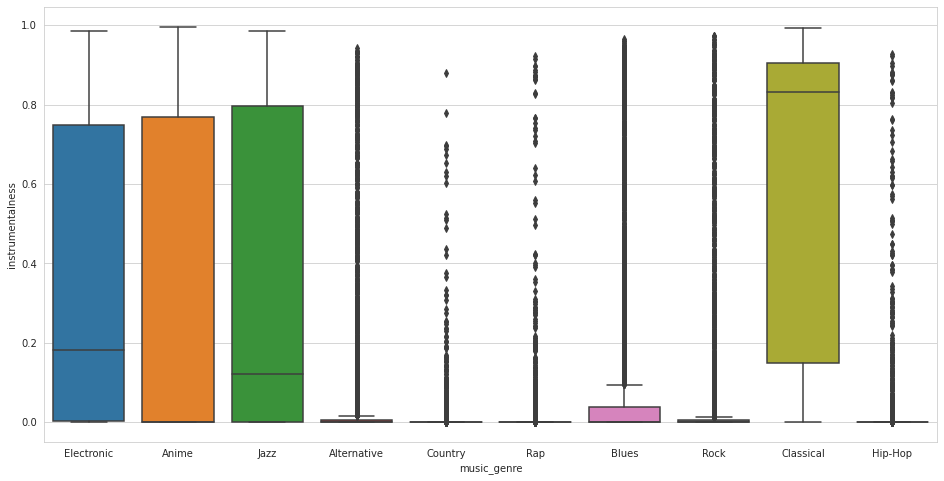 1.0
0.8
0.6
0.4
0.2
0.0
instrumentalness
Electronic Anime Jazz Alternative Country Rap Blues Rock Classical Hip-Hop
music_genre